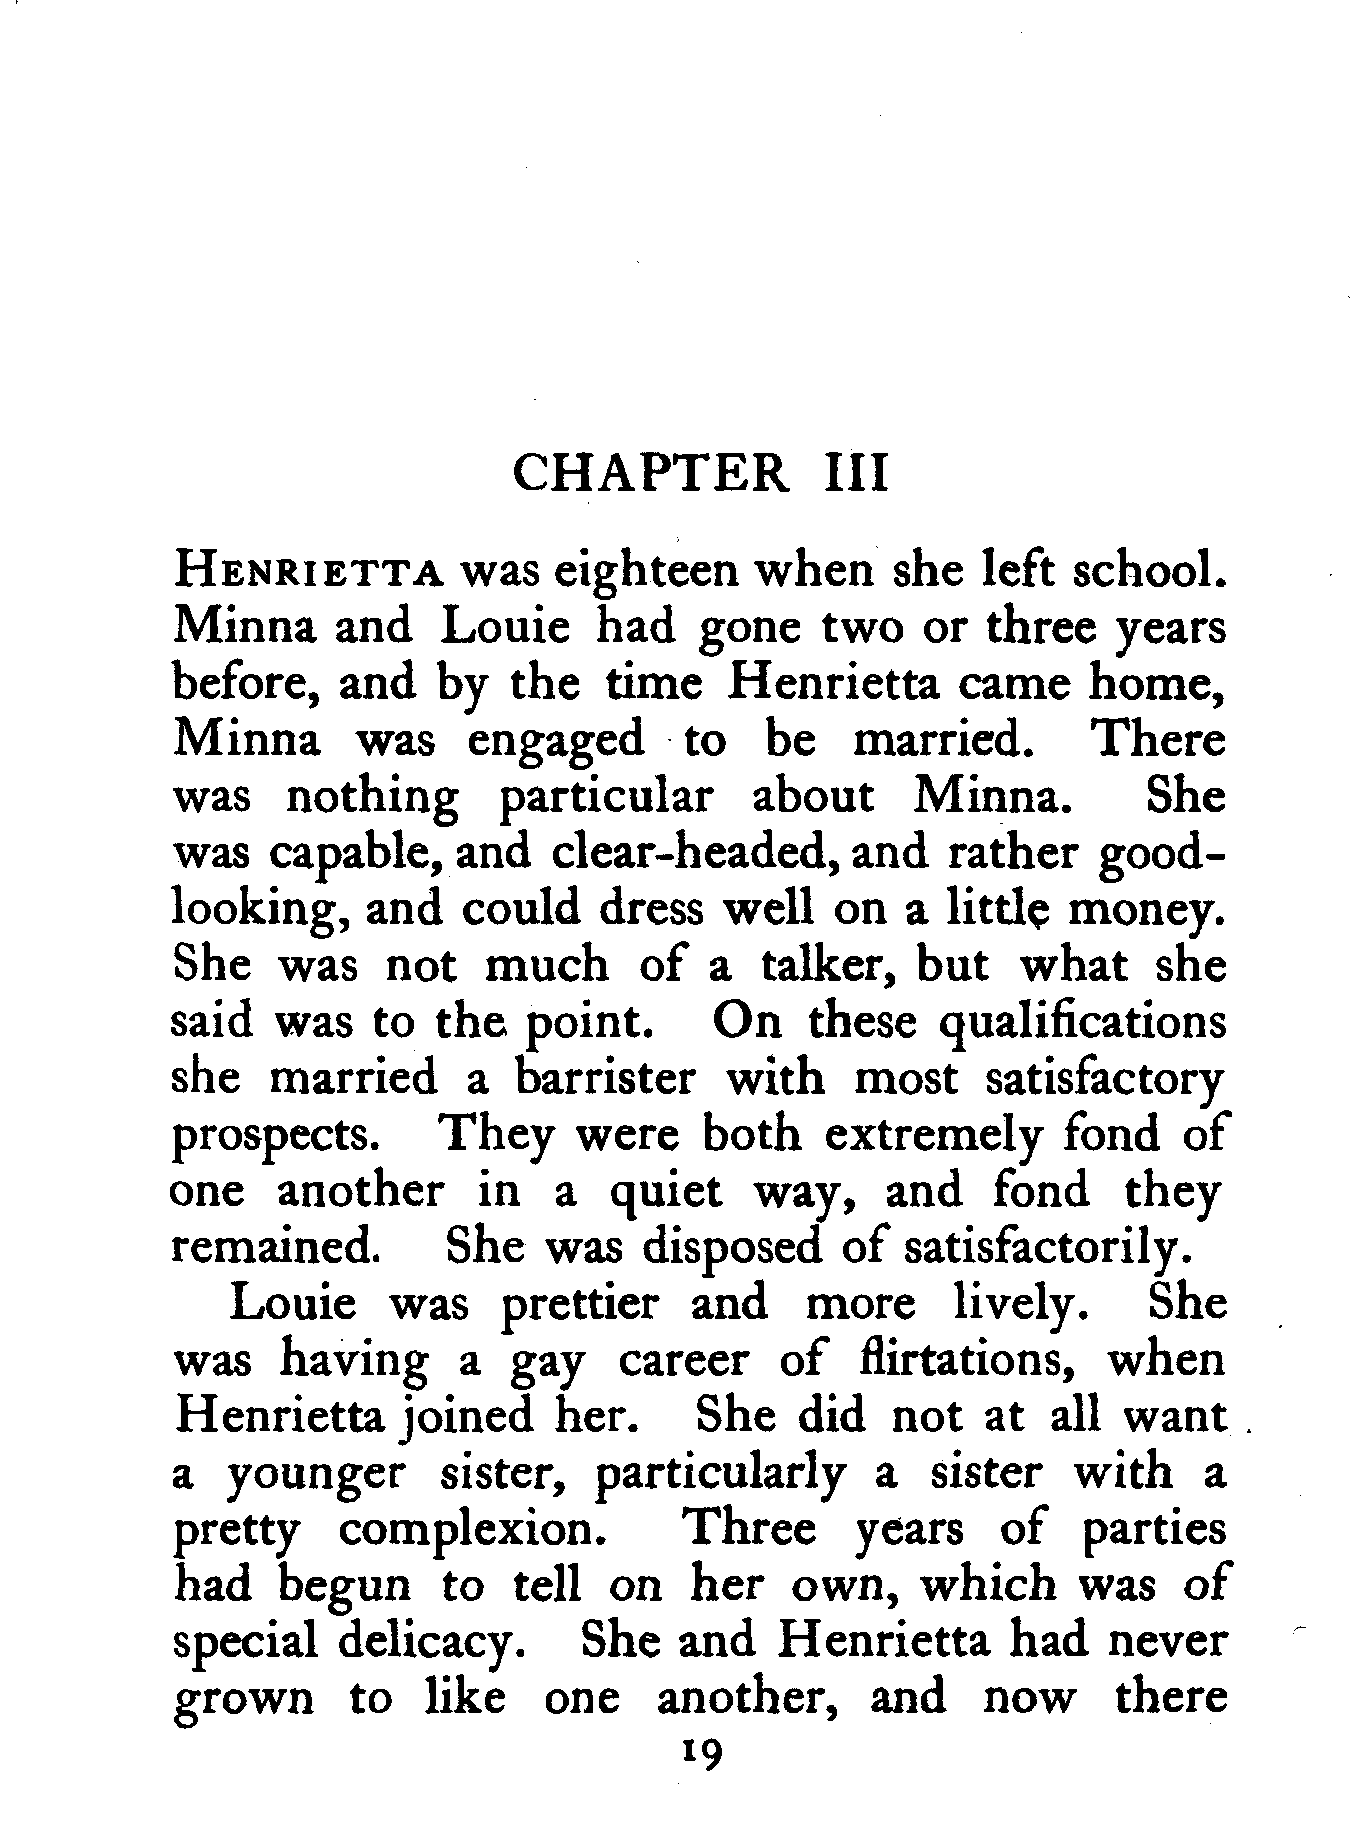 CHAPTER III
HENRIETTA was eighteen when she left school.
Minna and Louie had gone two or three years
before, and by the time Henrietta came home,
Minna was engaged to be married. There
was nothing particular about Minna. She
was capable, and clear-headed, and rather good-
looking, and could dress well on a little money.
She was not much of a talker, but what she
said was to the point. On these qualifications
she married a barrister with most satisfactory
prospects. They were both extremely fond of
one another in a quiet way, and fond they
remained. She was disposed of satisfactorily.
Louie was prettier and more lively. She
was having a gay career of flirtations, when
Henrietta joined her. She did not at all want
a younger sister, particularly a sister with a
pretty complexion. Three years of parties
had begun to tell on her own, which was of
special delicacy. She and Henrietta had never
grown to like one another, and now there
19